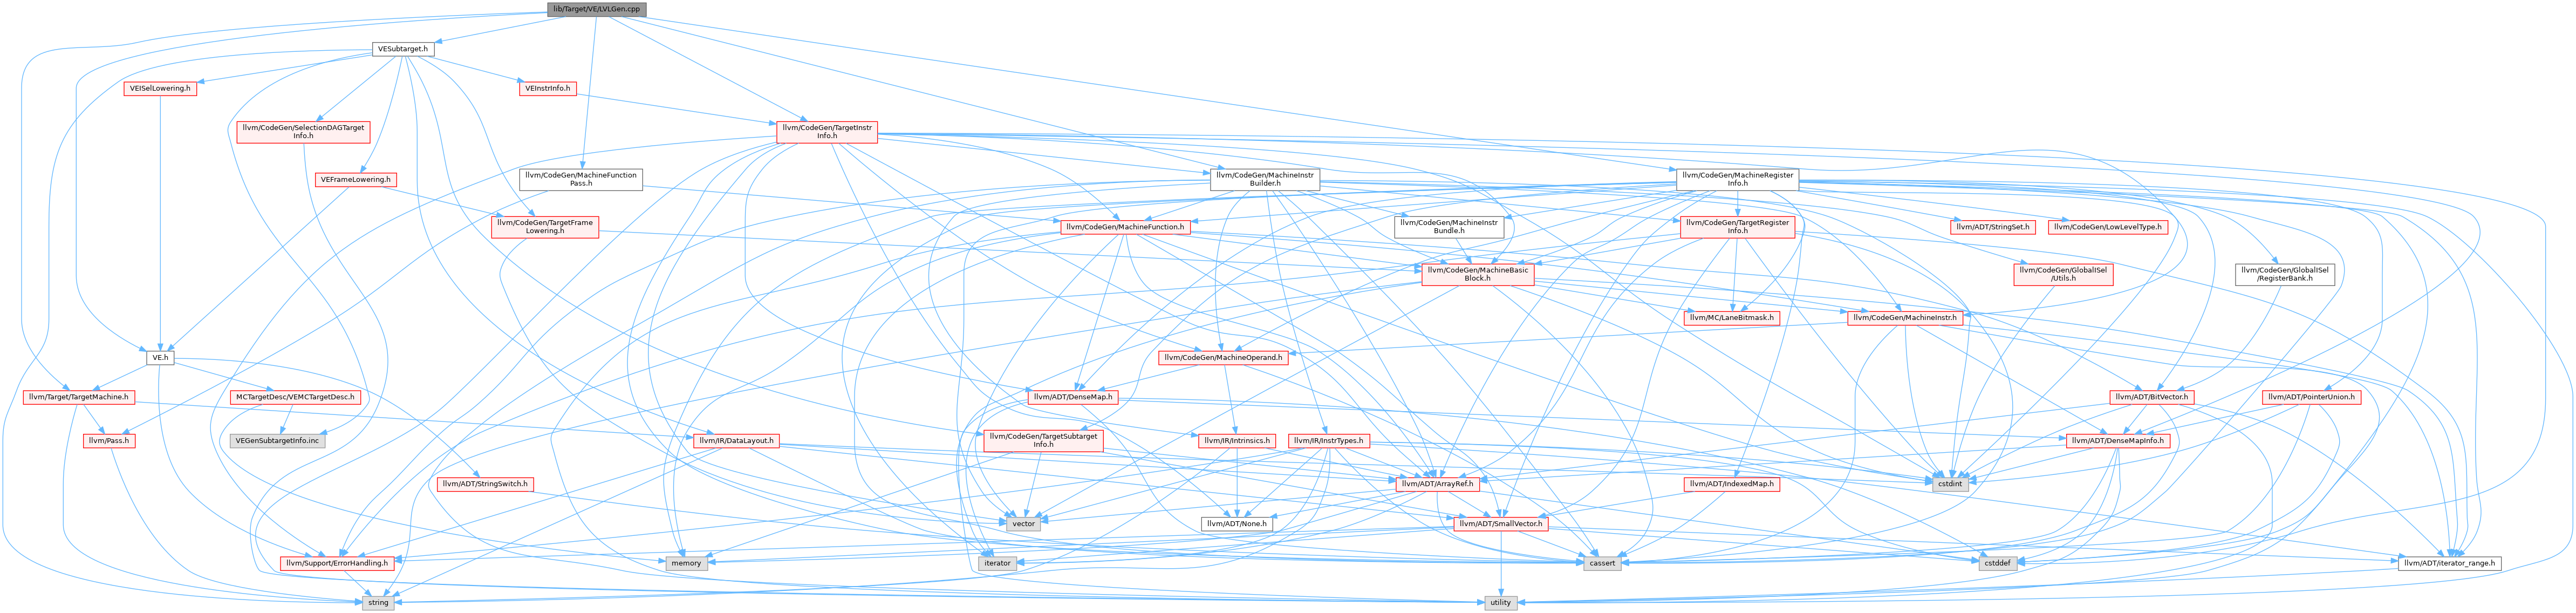 lib/Target/VE/LVLGen.cpp
VESubtarget.h
VEISelLowering.h
VEInstrInfo.h
llvm/CodeGen/SelectionDAGTarget
Info.h
llvm/CodeGen/TargetInstr
Info.h
VEFrameLowering.h
llvm/CodeGen/MachineFunction
Pass.h
llvm/CodeGen/MachineInstr
Builder.h
llvm/CodeGen/MachineRegister
Info.h
llvm/CodeGen/TargetFrame
Lowering.h
llvm/CodeGen/MachineFunction.h
llvm/CodeGen/MachineInstr
Bundle.h
llvm/CodeGen/TargetRegister
Info.h
llvm/ADT/StringSet.h
llvm/CodeGen/LowLevelType.h
llvm/CodeGen/MachineBasic
Block.h
llvm/CodeGen/GlobalISel
/Utils.h
llvm/CodeGen/GlobalISel
/RegisterBank.h
llvm/MC/LaneBitmask.h
llvm/CodeGen/MachineInstr.h
VE.h
llvm/CodeGen/MachineOperand.h
llvm/Target/TargetMachine.h
MCTargetDesc/VEMCTargetDesc.h
llvm/ADT/DenseMap.h
llvm/ADT/BitVector.h
llvm/ADT/PointerUnion.h
llvm/Pass.h
VEGenSubtargetInfo.inc
llvm/IR/DataLayout.h
llvm/CodeGen/TargetSubtarget
Info.h
llvm/IR/Intrinsics.h
llvm/IR/InstrTypes.h
llvm/ADT/DenseMapInfo.h
llvm/ADT/StringSwitch.h
llvm/ADT/ArrayRef.h
llvm/ADT/IndexedMap.h
cstdint
vector
llvm/ADT/None.h
llvm/ADT/SmallVector.h
llvm/Support/ErrorHandling.h
memory
iterator
cassert
cstddef
llvm/ADT/iterator_range.h
string
utility